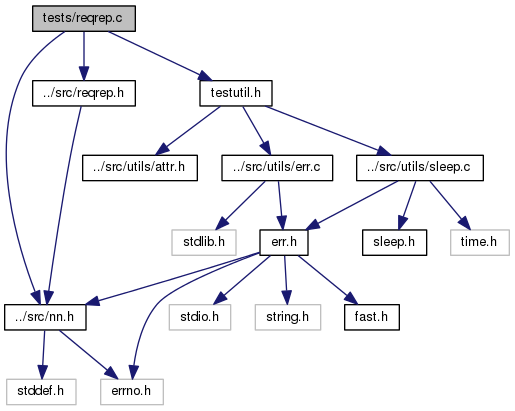 tests/reqrep.c
../src/reqrep.h
testutil.h
../src/utils/attr.h
../src/utils/err.c
../src/utils/sleep.c
stdlib.h
err.h
sleep.h
time.h
../src/nn.h
stdio.h
string.h
fast.h
stddef.h
errno.h